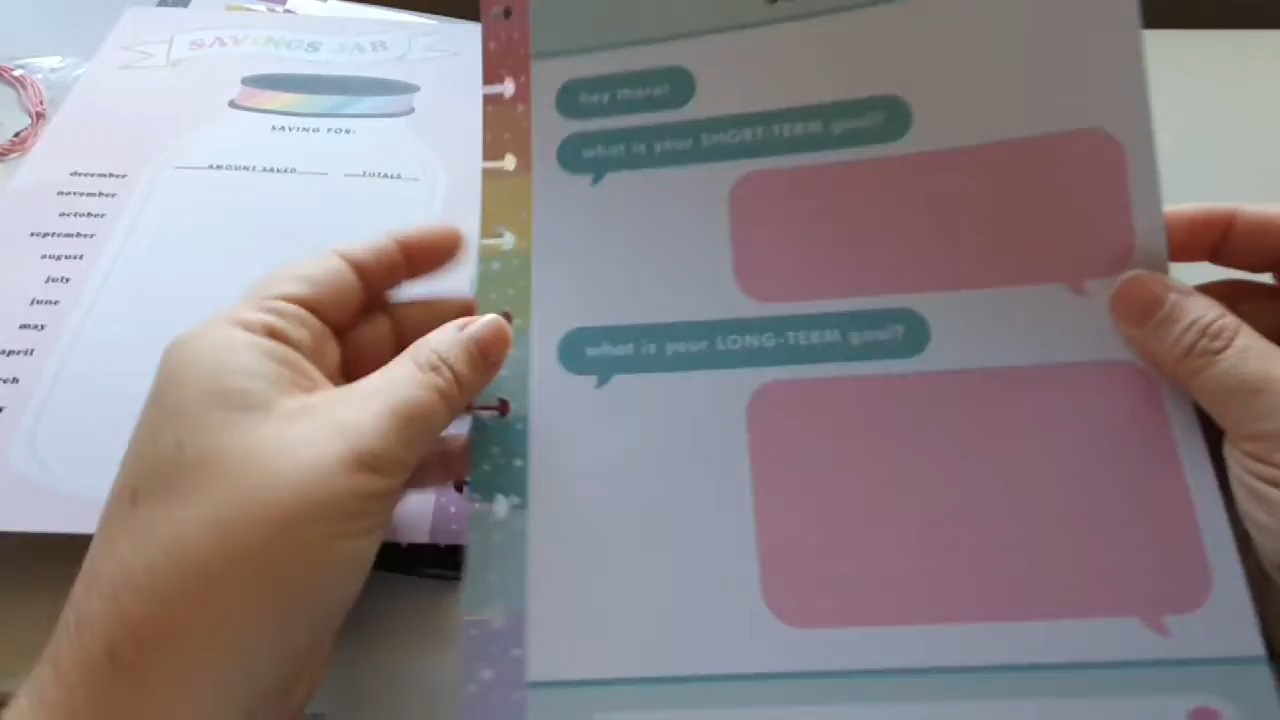 SAVINGS JAR
SAVING FOR:
AMOUNT SAVED TOTALS
december
november
october
september
august
july
june
may
april
hey there!
what is your SHORT-TERM goal?
what is your LONG-TERM goal?